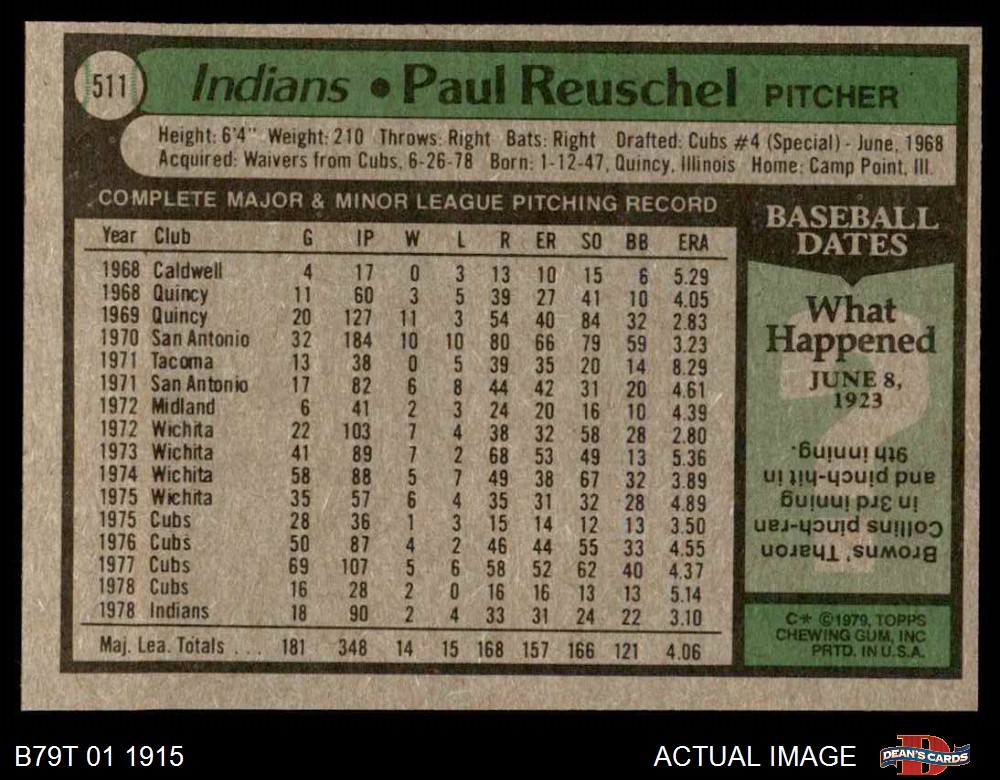 511
Indians • Paul Reuschel PITCHER
Height: 6'4" Weight: 210 Throws: Right Bats: Right Drafted: Cubs #4 (Special) - June, 1968
Acquired: Waivers from Cubs, 6-26-78 Born: 1-12-47, Quincy, Illinois Home: Camp Point, Ill.
COMPLETE MAJOR & MINOR LEAGUE PITCHING RECORD
Year Club G IP W L R ER SO BB ERA
1968 Caldwell 4 17 0 3 13 10 15 6 5.29
1968 Quincy 11 60 3 5 39 27 41 10 4.05
1969 Quincy 20 127 11 3 54 40 84 32 2.83
1970 San Antonio 32 184 10 10 80 66 79 59 3.23
1971 Tacoma 13 38 0 5 39 35 20 14 8.29
1971 San Antonio 17 82 6 8 44 42 31 20 4.61
1972 Midland 6 41 2 3 24 20 16 10 4.39
1972 Wichita 22 103 7 4 38 32 58 28 2.80
1973 Wichita 41 89 7 2 68 53 49 13 5.36
1974 Wichita 58 88 5 7 49 38 67 32 3.89
1975 Wichita 35 57 6 4 35 31 32 28 4.89
1975 Cubs 28 36 1 3 15 14 12 13 3.50
1976 Cubs 50 87 4 2 46 44 55 33 4.55
1977 Cubs 69 107 5 6 58 52 62 40 4.37
1978 Cubs 16 28 2 0 16 16 13 13 5.14
1978 Indians 18 90 2 4 33 31 24 22 3.10
Maj. Lea. Totals . . . 181 348 14 15 168 157 166 121 4.06
BASEBALL
DATES
What
Happened
JUNE 8,
1923
?
Browns' Tharon
Collins pinch-ran
in 3rd inning
and pinch-hit in
9th inning.
C* ©1979, TOPPS
CHEWING GUM, INC
PRTD. IN U.S.A.
B79T 01 1915
ACTUAL IMAGE
D
DEAN'S CARDS